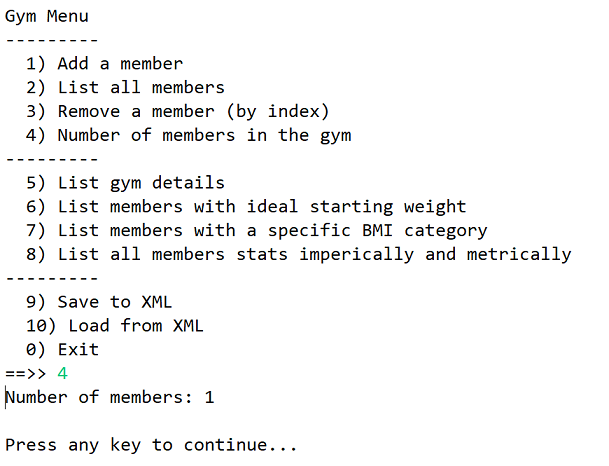 Gym Menu
---------
  1) Add a member
  2) List all members
  3) Remove a member (by index)
  4) Number of members in the gym
---------
  5) List gym details
  6) List members with ideal starting weight
  7) List members with a specific BMI category
  8) List all members stats imperically and metrically
---------
  9) Save to XML
  10) Load from XML
  0) Exit
==>> 4
Number of members: 1

Press any key to continue...